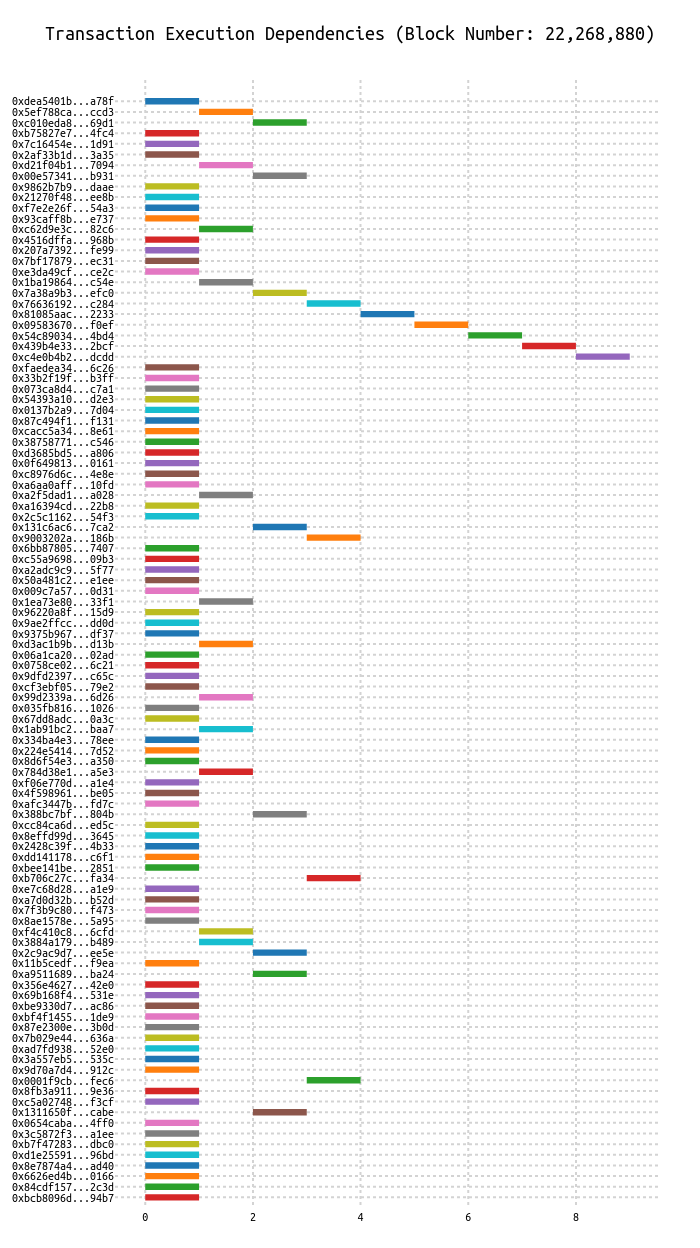 Transaction Execution Dependencies (Block Number: 22,268,880)
0xdea5401b...a78f
0x5ef788ca...ccd3
0xc010eda8...69d1
0xb75827e7...4fc4
0x7c16454e...1d91
0x2af33b1d...3a35
0xd21f04b1...7094
0x00e57341...b931
0x9862b7b9...daae
0x21270f48...ee8b
0xf7e2e26f...54a3
0x93caff8b...e737
0xc62d9e3c...82c6
0x4516dffa...968b
0x207a7392...fe99
0x7bf17879...ec31
0xe3da49cf...ce2c
0x1ba19864...c54e
0x7a38a9b3...efc0
0x76636192...c284
0x81085aac...2233
0x09583670...f0ef
0x54c89034...4bd4
0x439b4e33...2bcf
0xc4e0b4b2...dcdd
0xfaedea34...6c26
0x33b2f19f...b3ff
0x073ca8d4...c7a1
0x54393a10...d2e3
0x0137b2a9...7d04
0x87c494f1...f131
0xcacc5a34...8e61
0x38758771...c546
0xd3685bd5...a806
0x0f649813...0161
0xc8976d6c...4e8e
0xa6aa0aff...10fd
0xa2f5dad1...a028
0xa16394cd...22b8
0x2c5c1162...54f3
0x131c6ac6...7ca2
0x9003202a...186b
0x6bb87805...7407
0xc55a9698...09b3
0xa2adc9c9...5f77
0x50a481c2...e1ee
0x009c7a57...0d31
0x1ea73e80...33f1
0x96220a8f...15d9
0x9ae2ffcc...dd0d
0x9375b967...df37
0xd3ac1b9b...d13b
0x06a1ca20...02ad
0x0758ce02...6c21
0x9dfd2397...c65c
0xcf3ebf05...79e2
0x99d2339a...6d26
0x035fb816...1026
0x67dd8adc...0a3c
0x1ab91bc2...baa7
0x334ba4e3...78ee
0x224e5414...7d52
0x8d6f54e3...a350
0x784d38e1...a5e3
0xf06e770d...a1e4
0x4f598961...be05
0xafc3447b...fd7c
0x388bc7bf...804b
0xcc84ca6d...ed5c
0x8effd99d...3645
0x2428c39f...4b33
0xdd141178...c6f1
0xbee141be...2851
0xb706c27c...fa34
0xe7c68d28...a1e9
0xa7d0d32b...b52d
0x7f3b9c80...f473
0x8ae1578e...5a95
0xf4c410c8...6cfd
0x3884a179...b489
0x2c9ac9d7...ee5e
0x11b5cedf...f9ea
0xa9511689...ba24
0x356e4627...42e0
0x69b168f4...531e
0xbe9330d7...ac86
0xbf4f1455...1de9
0x87e2300e...3b0d
0x7b029e44...636a
0xad7fd938...52e0
0x3a557eb5...535c
0x9d70a7d4...912c
0x0001f9cb...fec6
0x8fb3a911...9e36
0xc5a02748...f3cf
0x1311650f...cabe
0x0654caba...4ff0
0x3c5872f3...a1ee
0xb7f47283...dbc0
0xd1e25591...96bd
0x8e7874a4...ad40
0x6626ed4b...0166
0x84cdf157...2c3d
0xbcb8096d...94b7
0 2 4 6 8